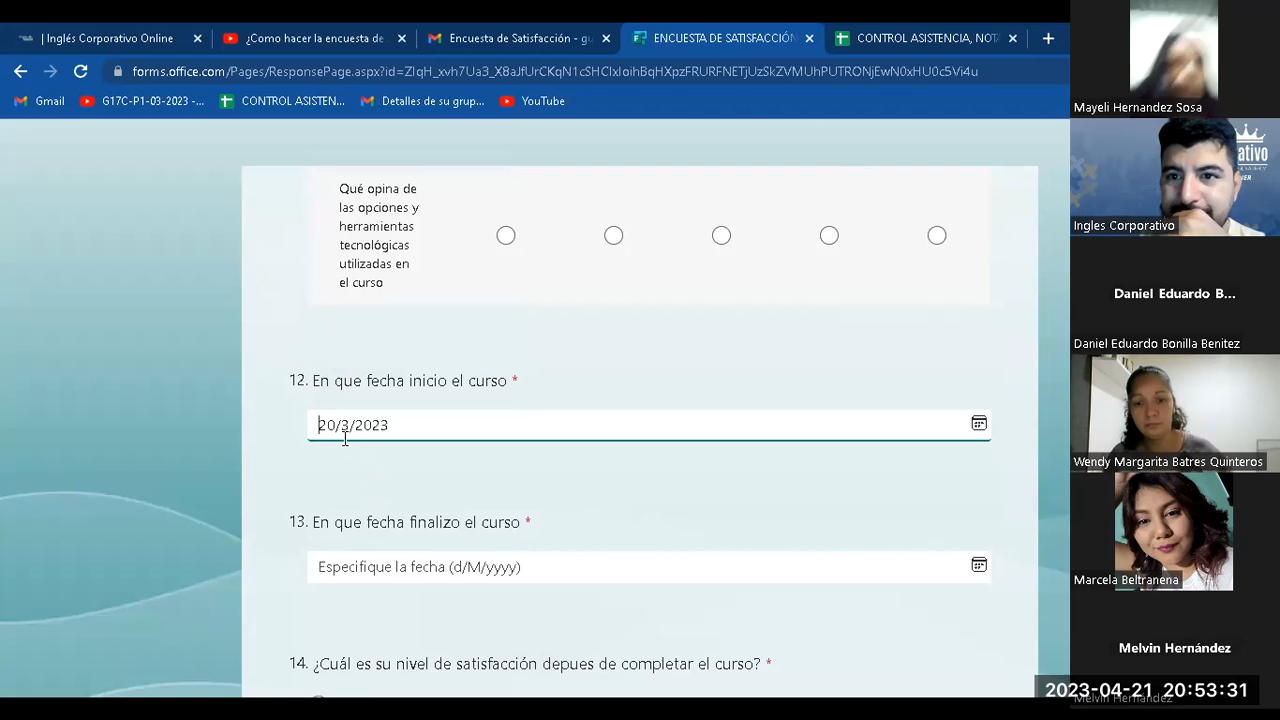 | Inglés Corporativo Online
¿Como hacer la encuesta de
Encuesta de Satisfacción - gu
ENCUESTA DE SATISFACCIÓN
CONTROL ASISTENCIA, NOTA
forms.office.com/Pages/ResponsePage.aspx?id=ZIqH_xvh7Ua3_X8aJfUrCKqN1cSHClxIoihBqHXpzFRURFNETjUzSkZVMUhPUTRONjEwN0xHU0c5Vi4u
Gmail
G17C-P1-03-2023 -...
CONTROL ASISTEN...
Detalles de su grup...
YouTube
Qué opina de
las opciones y
herramientas
tecnológicas
utilizadas en
el curso
12. En que fecha inicio el curso *
20/3/2023
13. En que fecha finalizo el curso *
Especifique la fecha (d/M/yyyy)
14. ¿Cuál es su nivel de satisfacción depues de completar el curso? *
Mayeli Hernandez Sosa
ativo
Ingles Corporativo
Daniel Eduardo B...
Daniel Eduardo Bonilla Benitez
Wendy Margarita Batres Quinteros
Marcela Beltranena
Melvin Hernández
2023-04-21 20:53:31
Melvin Hernández